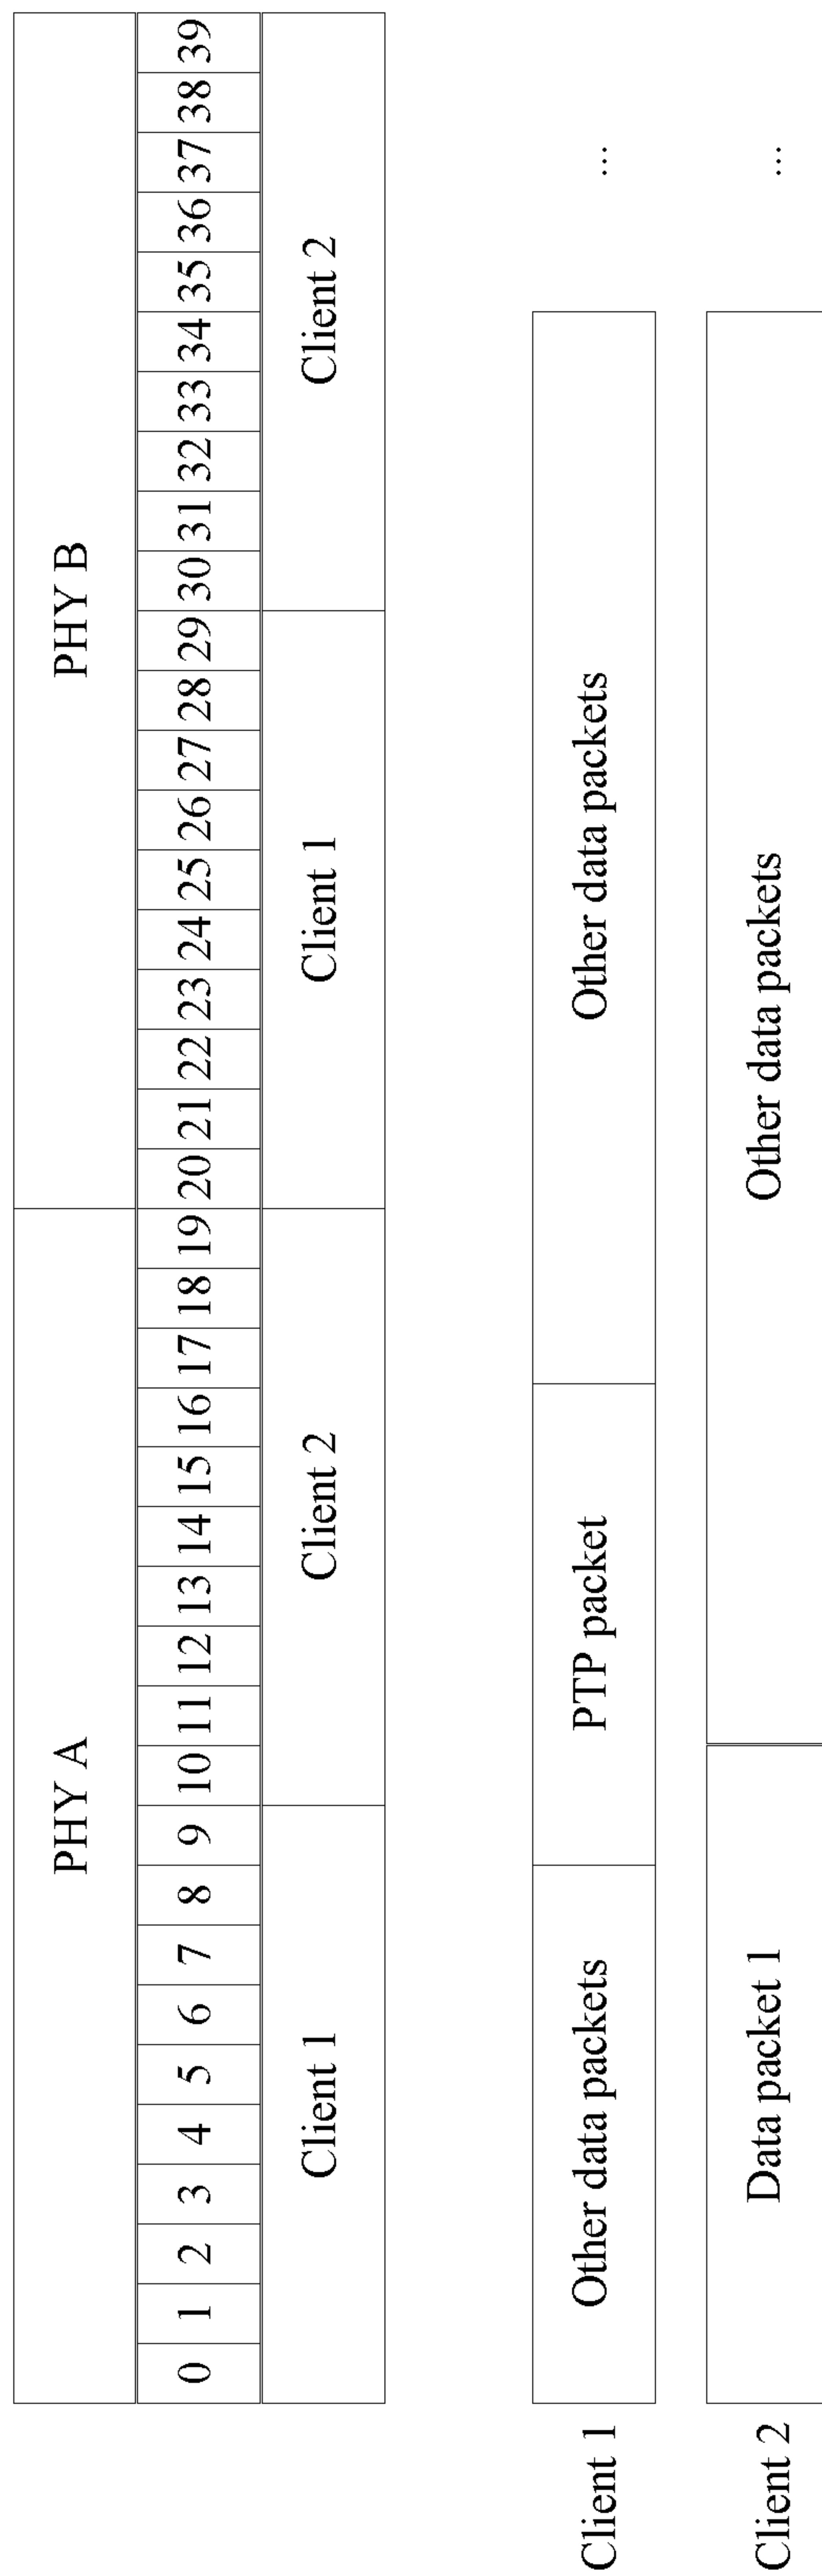 PHY A PHY B
0 1 2 3 4 5 6 7 8 9 10 11 12 13 14 15 16 17 18 19 20 21 22 23 24 25 26 27 28 29 30 31 32 33 34 35 36 37 38 39
Client 1 Client 2 Client 1 Client 2
Client 1 Other data packets PTP packet Other data packets ...
Client 2 Data packet 1 Other data packets ...